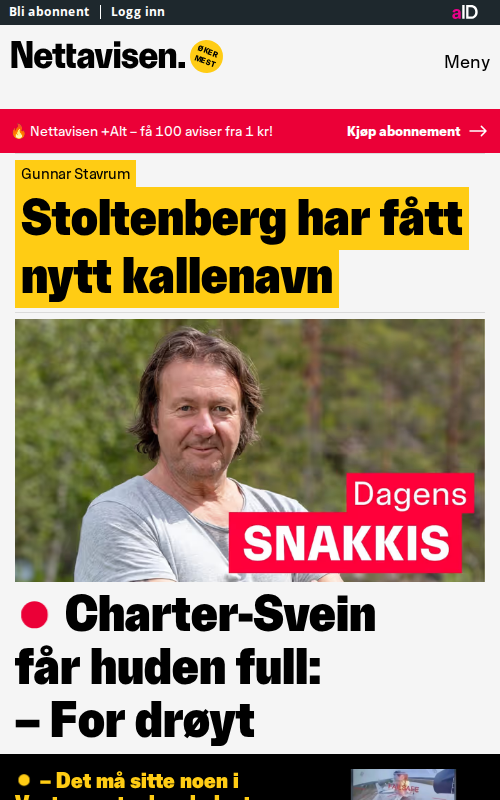 Bli abonnent | Logg inn
aID
Nettavisen.
ØKER
MEST
Meny
🔥 Nettavisen +Alt – få 100 aviser fra 1 kr!
Kjøp abonnement →
Gunnar Stavrum
Stoltenberg har fått
nytt kallenavn
Dagens
SNAKKIS
Charter-Svein
får huden full:
– For drøyt
– Det må sitte noen i